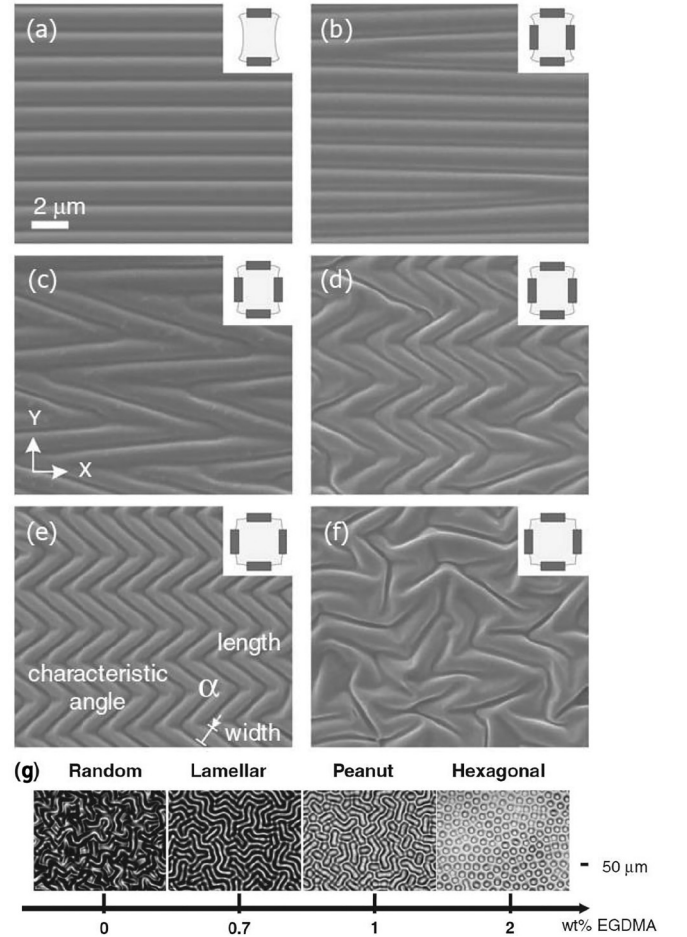 (a)
(b)
2 μm
(c)
(d)
Y
X
(e)
(f)
length
characteristic
angle
α
width
(g) Random Lamellar Peanut Hexagonal
50 μm
0 0.7 1 2 wt% EGDMA